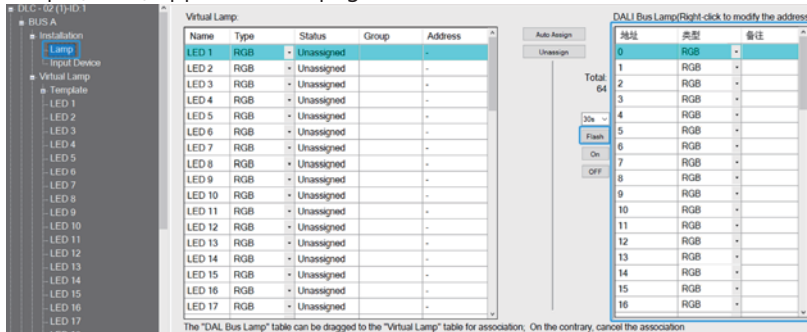 DLC - 02 (1)-ID:1
BUS A
Installation
Lamp
Input Device
Virtual Lamp
Template
LED 1
LED 2
LED 3
LED 4
LED 5
LED 6
LED 7
LED 8
LED 9
LED 10
LED 11
LED 12
LED 13
LED 14
LED 15
LED 16
LED 17
Virtual Lamp:
Name Type Status Group Address
LED 1 RGB Unassigned -
LED 2 RGB Unassigned -
LED 3 RGB Unassigned -
LED 4 RGB Unassigned -
LED 5 RGB Unassigned -
LED 6 RGB Unassigned -
LED 7 RGB Unassigned -
LED 8 RGB Unassigned -
LED 9 RGB Unassigned -
LED 10 RGB Unassigned -
LED 11 RGB Unassigned -
LED 12 RGB Unassigned -
LED 13 RGB Unassigned -
LED 14 RGB Unassigned -
LED 15 RGB Unassigned -
LED 16 RGB Unassigned -
LED 17 RGB Unassigned -
Auto Assign
Unassign
Total:
64
30s
Flash
On
OFF
DALI Bus Lamp(Right-click to modify the address
地址 类型 备注
0 RGB
1 RGB
2 RGB
3 RGB
4 RGB
5 RGB
6 RGB
7 RGB
8 RGB
9 RGB
10 RGB
11 RGB
12 RGB
13 RGB
14 RGB
15 RGB
16 RGB
The "DAL Bus Lamp" table can be dragged to the "Virtual Lamp" table for association; On the contrary, cancel the association